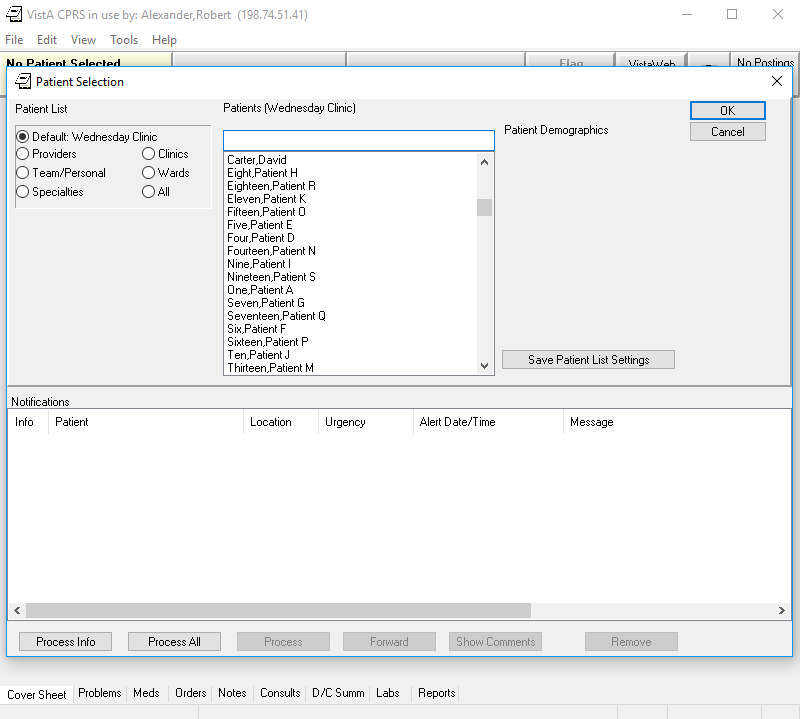 VistA CPRS in use by: Alexander,Robert (198.74.51.41)
File Edit View Tools Help
No Patient Selected Flag VistaWeb No Postings
Patient Selection
Patient List
Default: Wednesday Clinic
Providers Clinics
Team/Personal Wards
Specialties All
Patients (Wednesday Clinic)
Carter,David
Eight,Patient H
Eighteen,Patient R
Eleven,Patient K
Fifteen,Patient O
Five,Patient E
Four,Patient D
Fourteen,Patient N
Nine,Patient I
Nineteen,Patient S
One,Patient A
Seven,Patient G
Seventeen,Patient Q
Six,Patient F
Sixteen,Patient P
Ten,Patient J
Thirteen,Patient M
Patient Demographics
OK
Cancel
Save Patient List Settings
Notifications
Info Patient Location Urgency Alert Date/Time Message
Process Info Process All Process Forward Show Comments Remove
Cover Sheet Problems Meds Orders Notes Consults D/C Summ Labs Reports